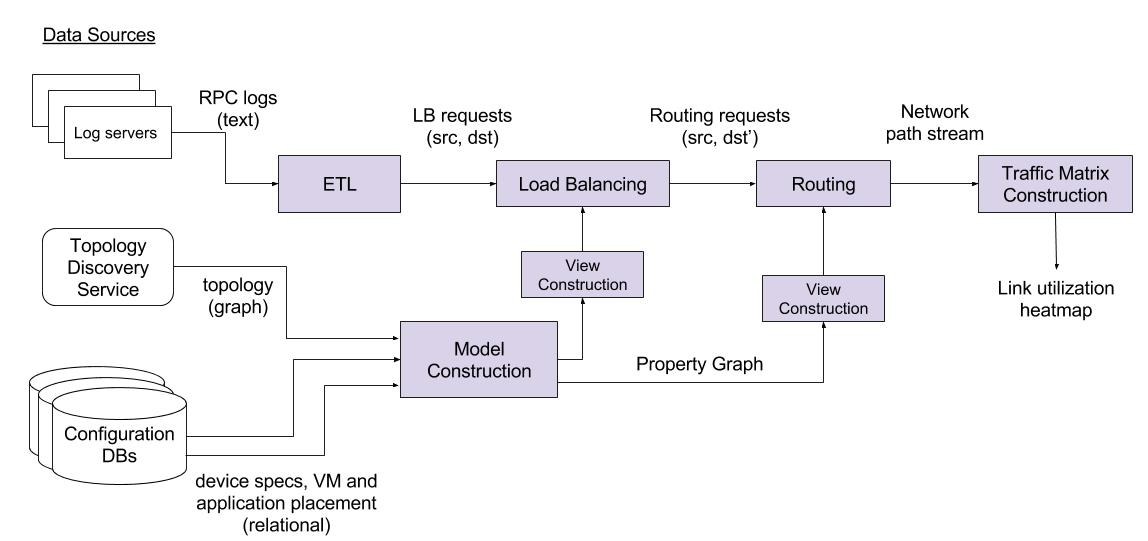 Data Sources
Log servers
RPC logs
(text)
ETL
LB requests
(src, dst)
Load Balancing
Routing requests
(src, dst’)
Routing
Network
path stream
Traffic Matrix
Construction
Link utilization
heatmap
Topology
Discovery
Service
topology
(graph)
View
Construction
View
Construction
Model
Construction
Property Graph
Configuration
DBs
device specs, VM and
application placement
(relational)